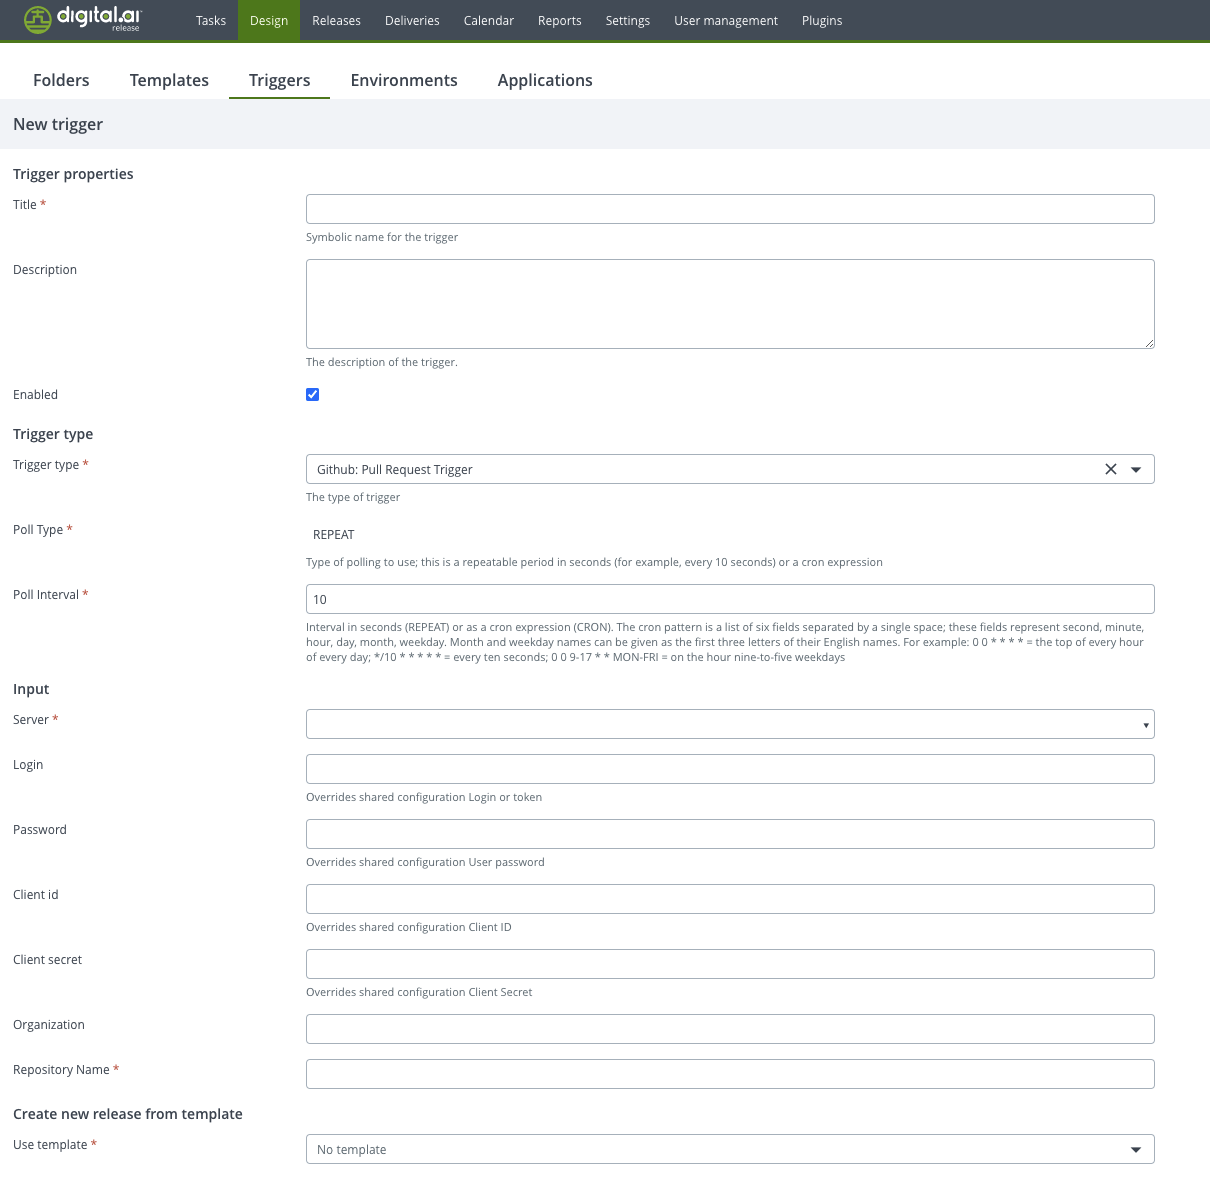 digital.ai
release
Tasks Design Releases Deliveries Calendar Reports Settings User management Plugins
Folders Templates Triggers Environments Applications
New trigger
Trigger properties
Title *
Symbolic name for the trigger
Description
The description of the trigger.
Enabled
Trigger type
Trigger type *
Github: Pull Request Trigger
The type of trigger
Poll Type *
REPEAT
Type of polling to use; this is a repeatable period in seconds (for example, every 10 seconds) or a cron expression
Poll Interval *
10
Interval in seconds (REPEAT) or as a cron expression (CRON). The cron pattern is a list of six fields separated by a single space; these fields represent second, minute,
hour, day, month, weekday. Month and weekday names can be given as the first three letters of their English names. For example: 0 0 * * * * = the top of every hour
of every day; */10 * * * * * = every ten seconds; 0 0 9-17 * * MON-FRI = on the hour nine-to-five weekdays
Input
Server *
Login
Overrides shared configuration Login or token
Password
Overrides shared configuration User password
Client id
Overrides shared configuration Client ID
Client secret
Overrides shared configuration Client Secret
Organization
Repository Name *
Create new release from template
Use template *
No template